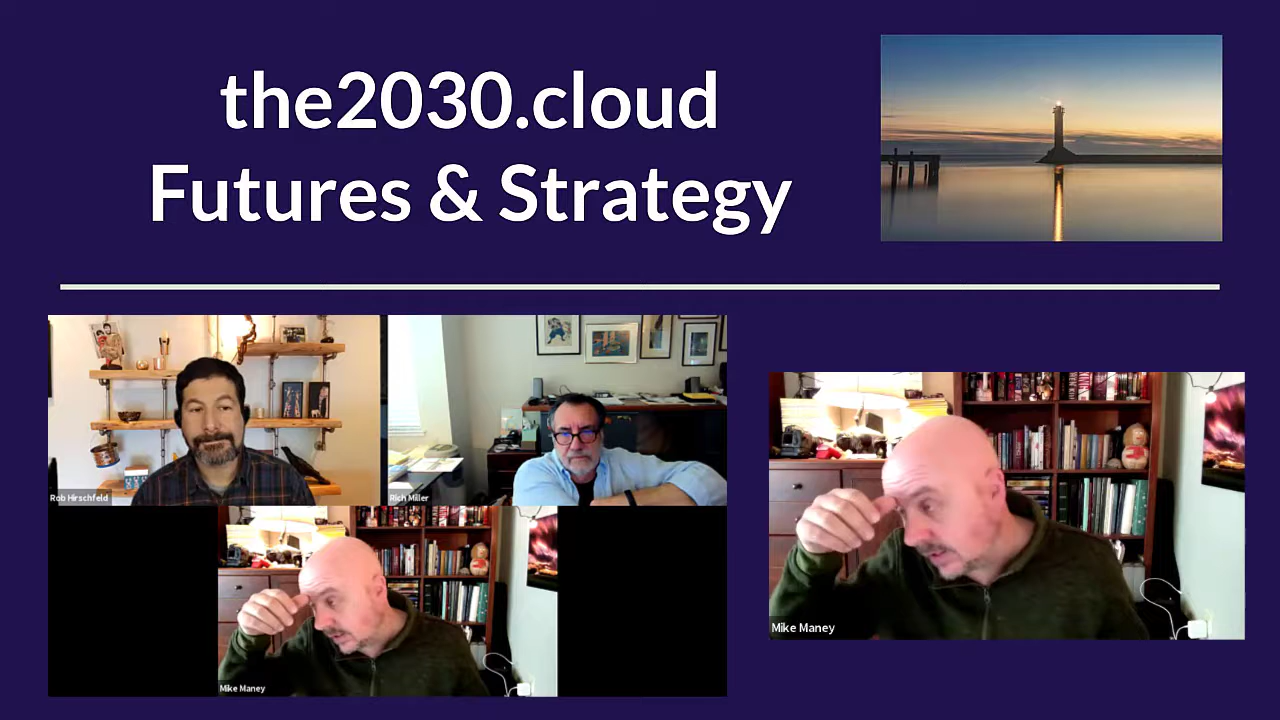 the2030.cloud
Futures & Strategy
Rob Hirschfeld
Rich Miller
Mike Maney
Mike Maney